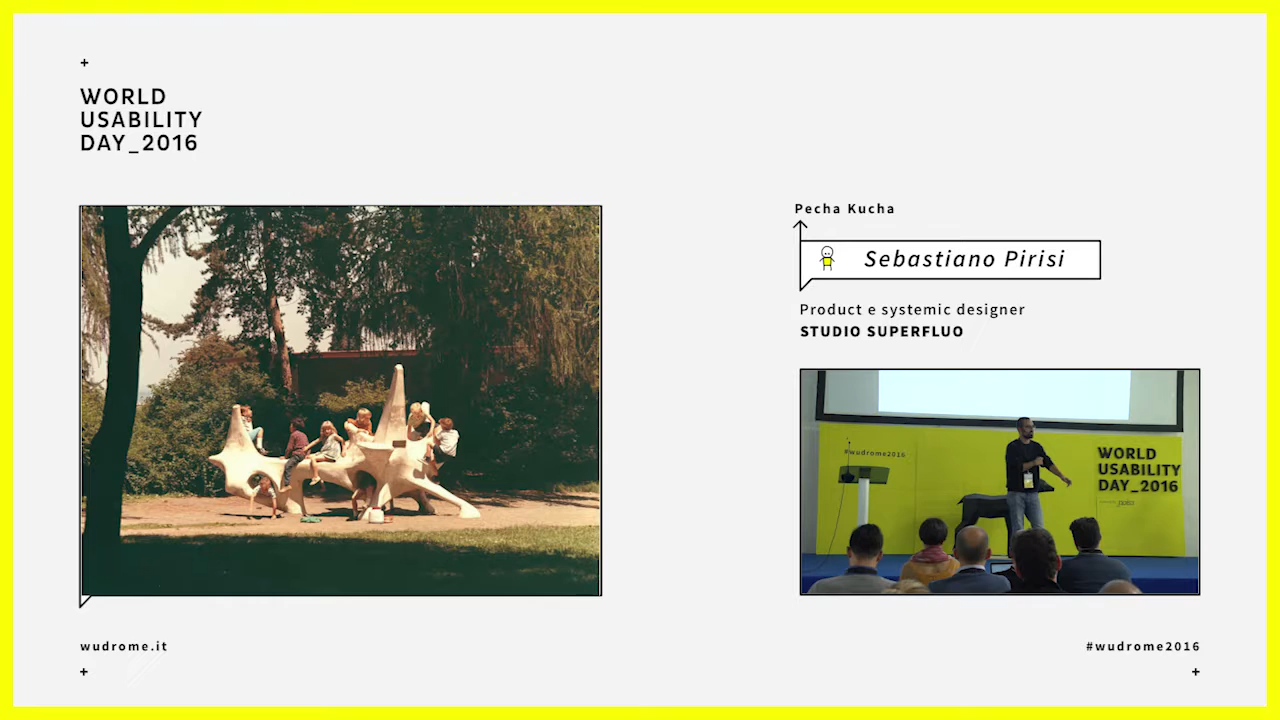 WORLD
USABILITY
DAY_2016
Pecha Kucha
Sebastiano Pirisi
Product e systemic designer
STUDIO SUPERFLUO
#wudrome2016
WORLD
USABILITY
DAY_2016
wudrome.it
#wudrome2016